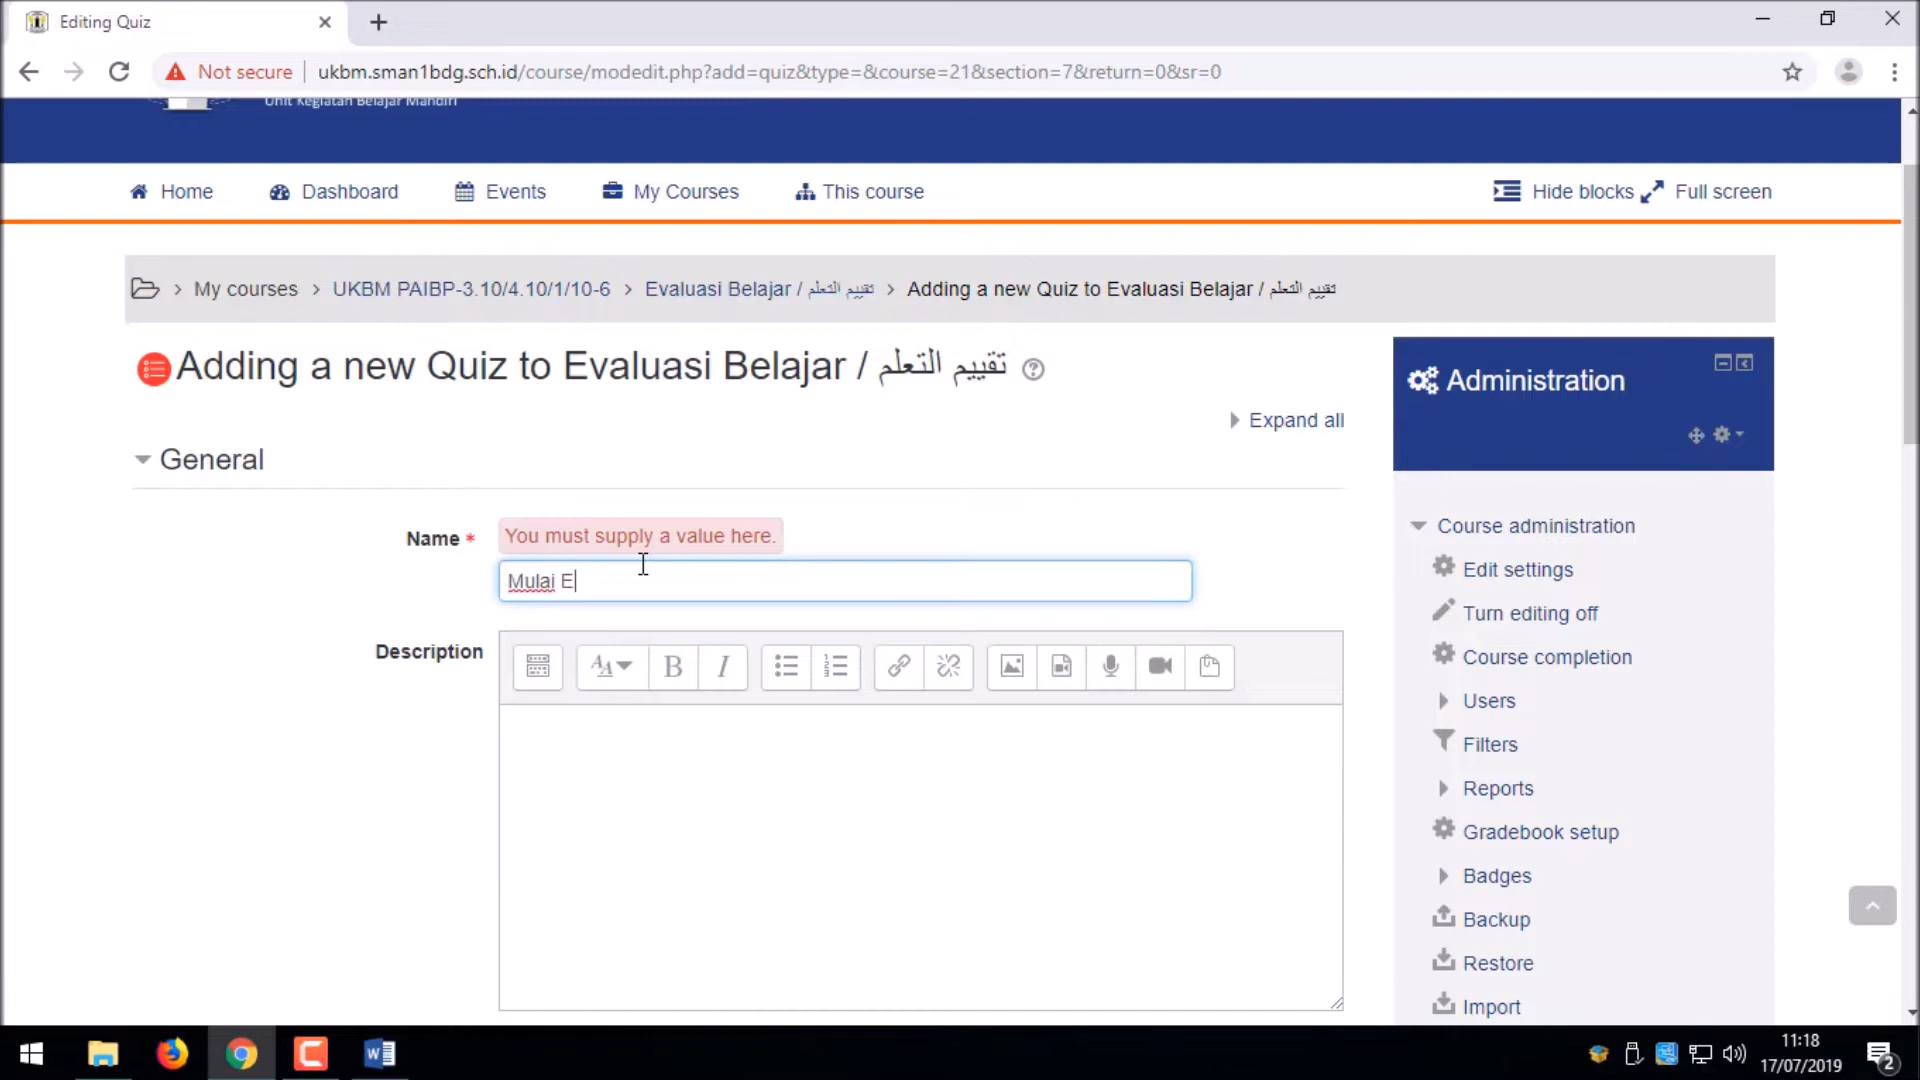 Editing Quiz
Not secure
ukbm.sman1bdg.sch.id/course/modedit.php?add=quiz&type=&course=21&section=7&return=0&sr=0
Unit Kegiatan Belajar Mandiri
Home
Dashboard
Events
My Courses
This course
Hide blocks
Full screen
My courses > UKBM PAIBP-3.10/4.10/1/10-6 > Evaluasi Belajar / تقييم التعلم > Adding a new Quiz to Evaluasi Belajar / تقييم التعلم
Adding a new Quiz to Evaluasi Belajar / تقييم التعلم
Expand all
General
Name *
You must supply a value here.
Mulai E
Description
Administration
Course administration
Edit settings
Turn editing off
Course completion
Users
Filters
Reports
Gradebook setup
Badges
Backup
Restore
Import
11:18
17/07/2019
2